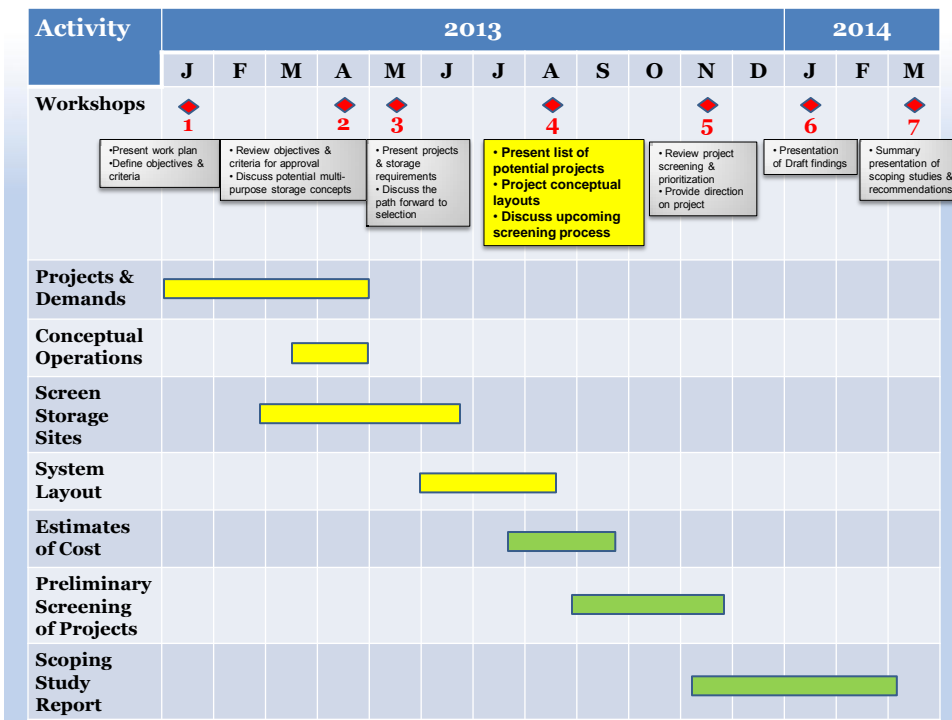 Activity
2013
2014
J F M A M J J A S O N D J F M
Workshops
1 2 3 4 5 6 7
•Present work plan
•Define objectives &
criteria
• Review objectives &
criteria for approval
• Discuss potential multi-
purpose storage concepts
• Present projects
& storage
requirements
• Discuss the
path forward to
selection
• Present list of
potential projects
• Project conceptual
layouts
• Discuss upcoming
screening process
• Review project
screening &
prioritization
• Provide direction
on project
• Presentation
of Draft findings
• Summary
presentation of
scoping studies &
recommendations
Projects &
Demands
Conceptual
Operations
Screen
Storage
Sites
System
Layout
Estimates
of Cost
Preliminary
Screening
of Projects
Scoping
Study
Report